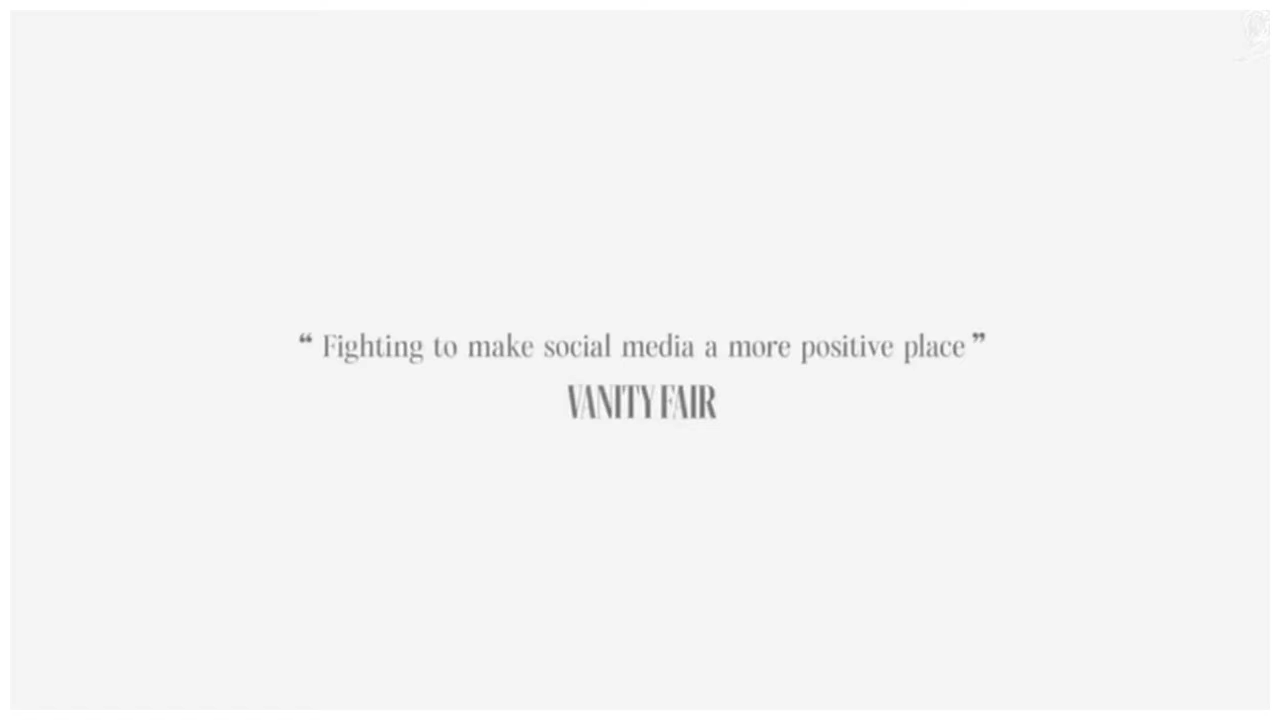 “ Fighting to make social media a more positive place ”
VANITY FAIR